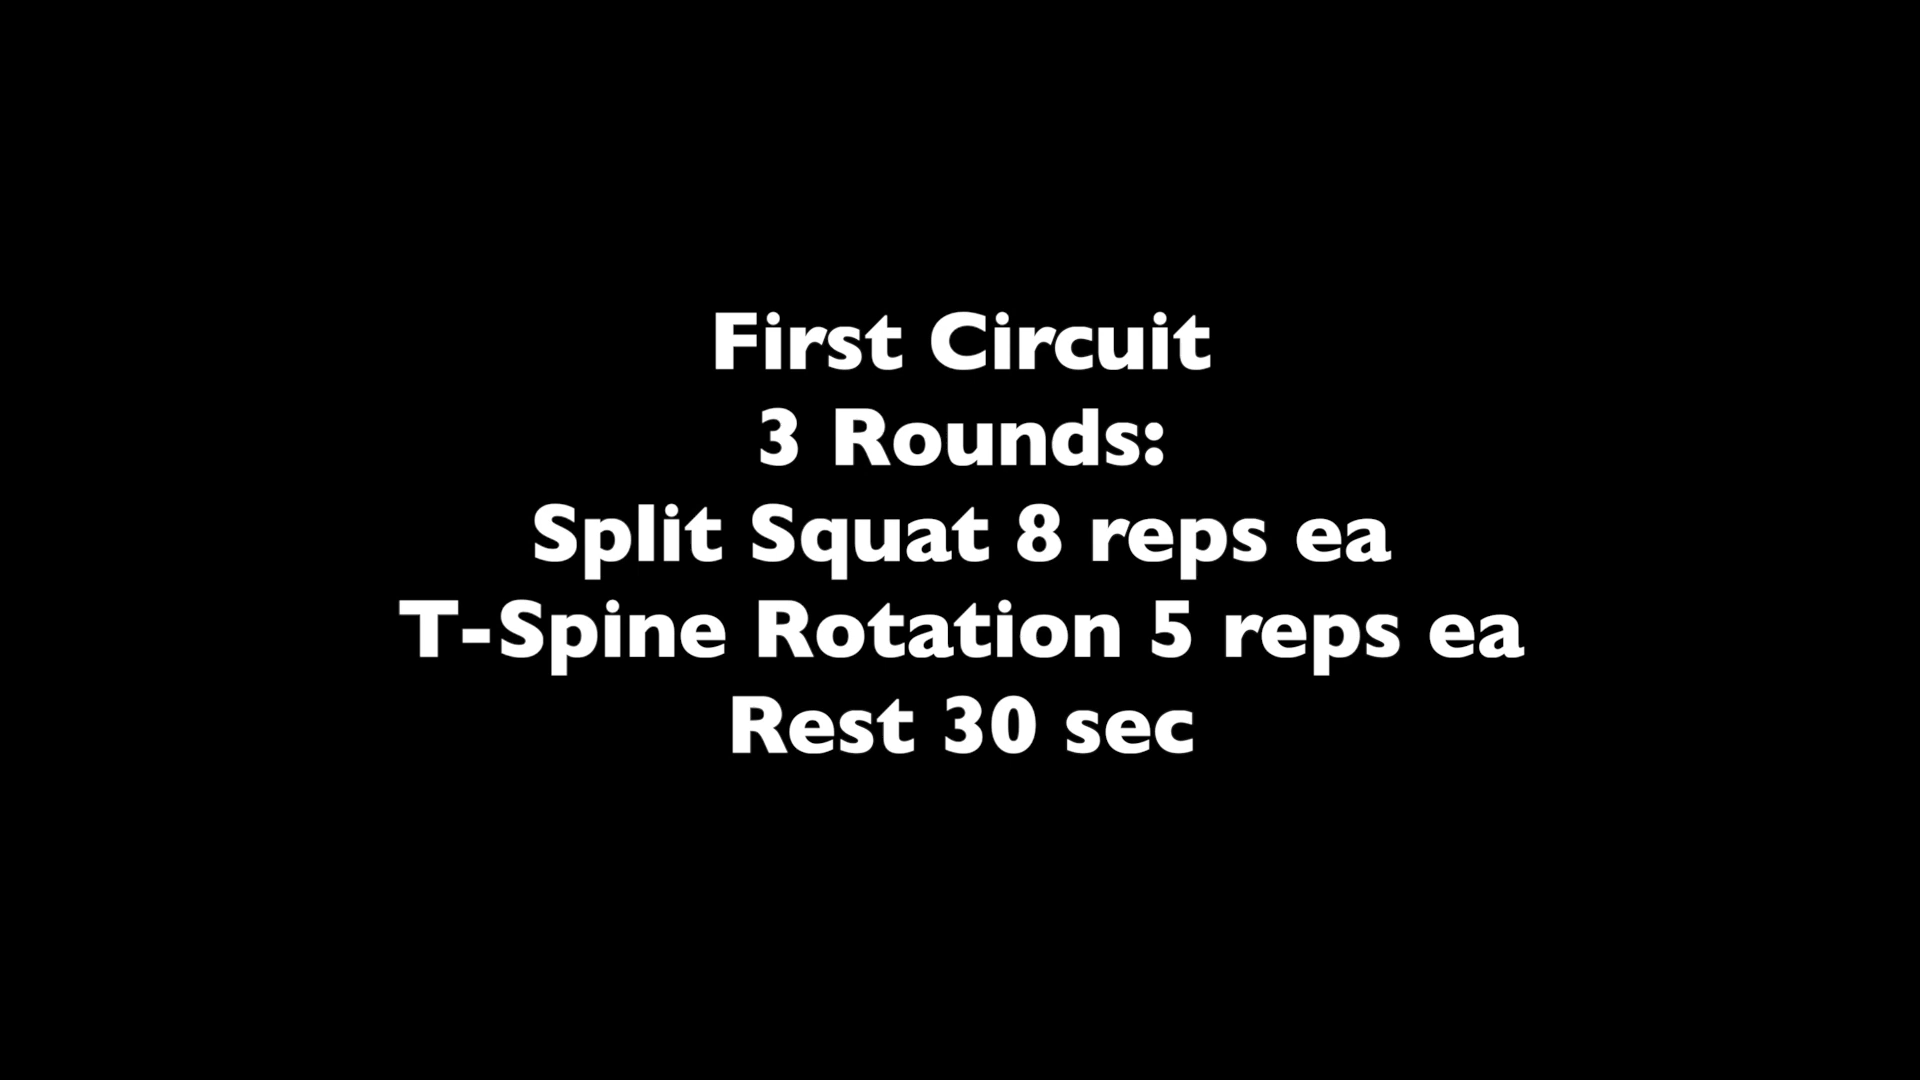 First Circuit
3 Rounds:
Split Squat 8 reps ea
T-Spine Rotation 5 reps ea
Rest 30 sec